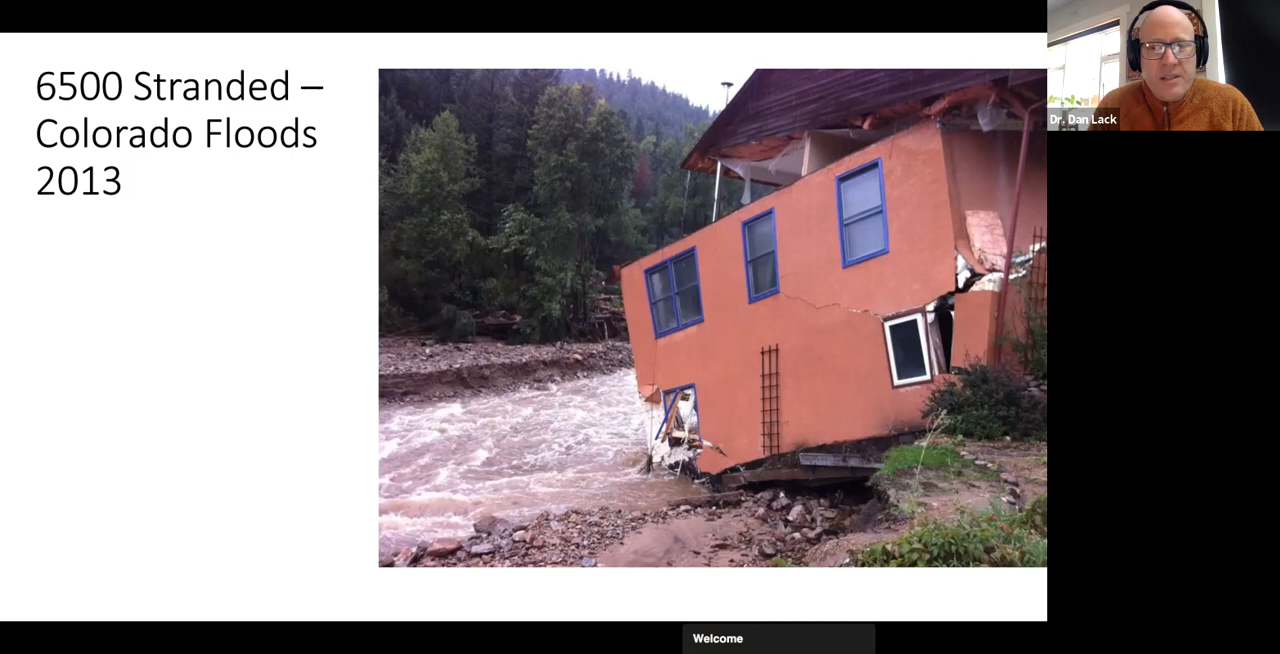 6500 Stranded –
Colorado Floods
2013
Dr. Dan Lack
Welcome